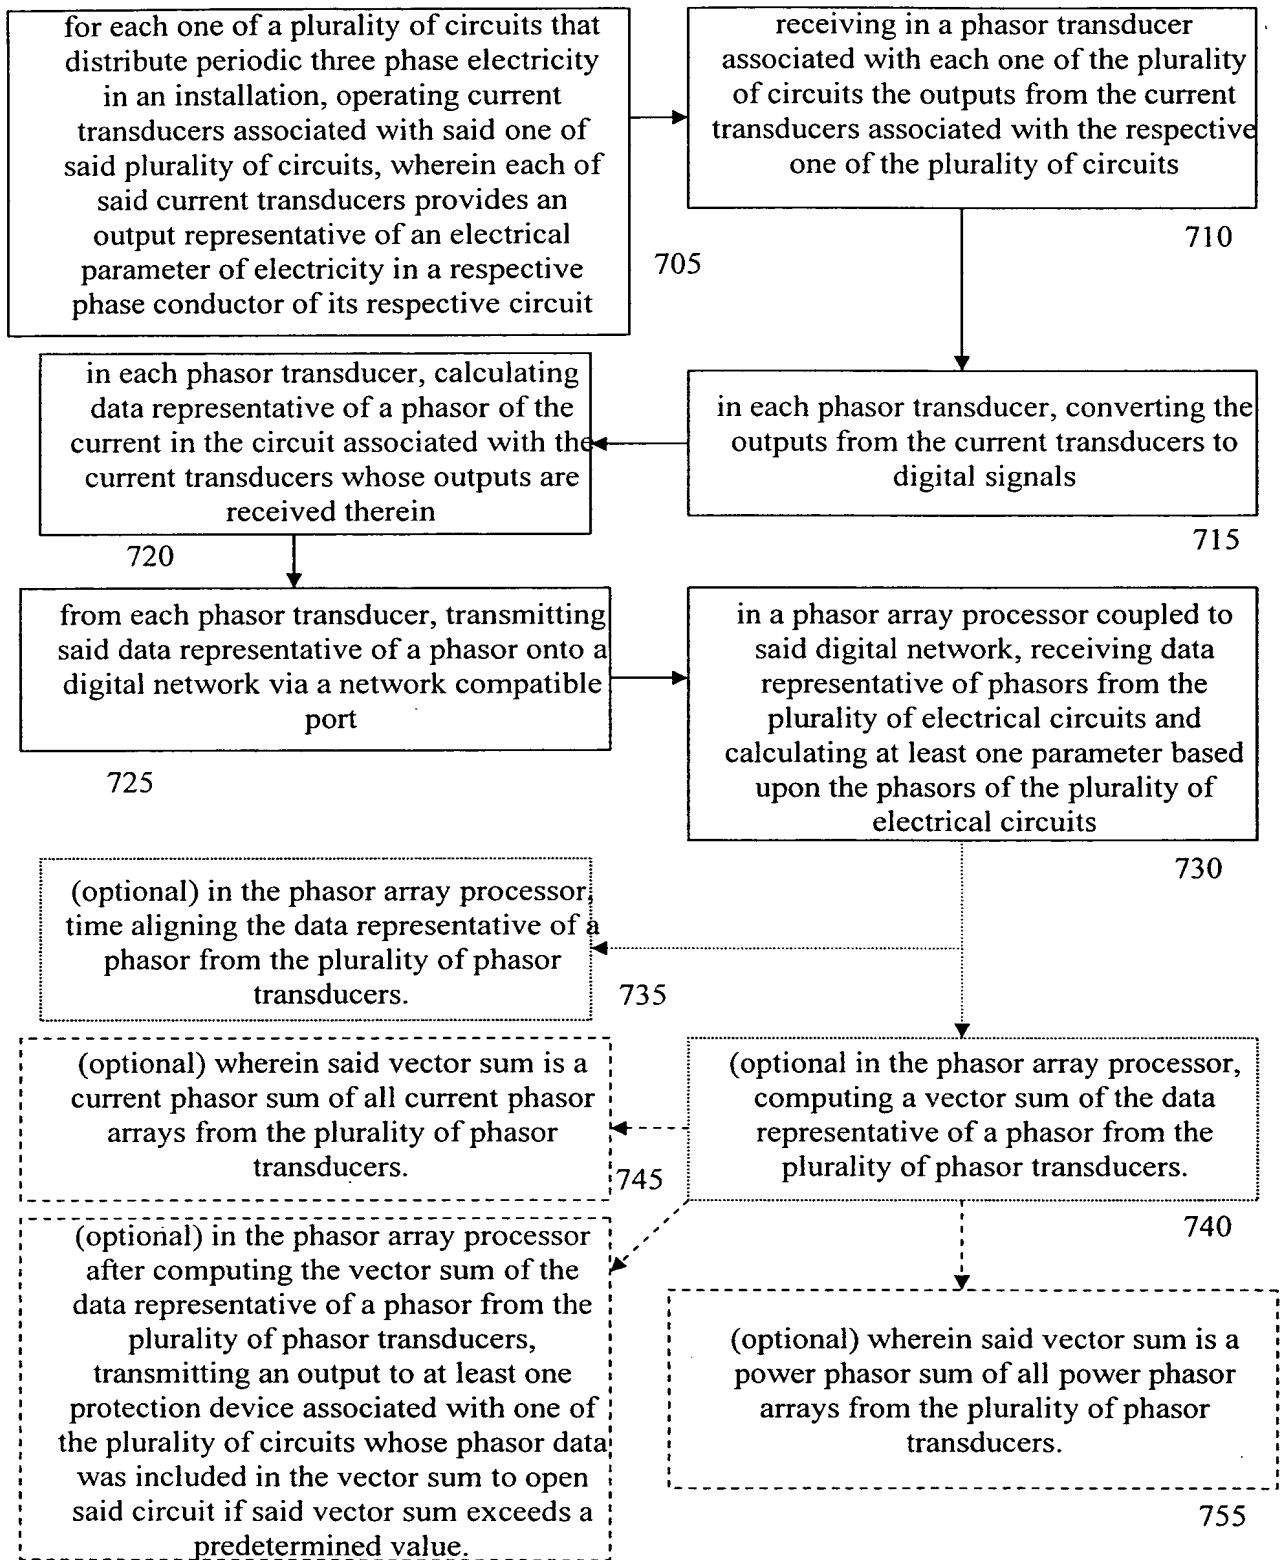 for each one of a plurality of circuits that
distribute periodic three phase electricity
in an installation, operating current
transducers associated with said one of
said plurality of circuits, wherein each of
said current transducers provides an
output representative of an electrical
parameter of electricity in a respective
phase conductor of its respective circuit
705
receiving in a phasor transducer
associated with each one of the plurality
of circuits the outputs from the current
transducers associated with the respective
one of the plurality of circuits
710
in each phasor transducer, converting the
outputs from the current transducers to
digital signals
715
in each phasor transducer, calculating
data representative of a phasor of the
current in the circuit associated with the
current transducers whose outputs are
received therein
720
from each phasor transducer, transmitting
said data representative of a phasor onto a
digital network via a network compatible
port
725
in a phasor array processor coupled to
said digital network, receiving data
representative of phasors from the
plurality of electrical circuits and
calculating at least one parameter based
upon the phasors of the plurality of
electrical circuits
730
(optional) in the phasor array processor,
time aligning the data representative of a
phasor from the plurality of phasor
transducers.
735
(optional in the phasor array processor,
computing a vector sum of the data
representative of a phasor from the
plurality of phasor transducers.
740
(optional) wherein said vector sum is a
current phasor sum of all current phasor
arrays from the plurality of phasor
transducers.
745
(optional) in the phasor array processor
after computing the vector sum of the
data representative of a phasor from the
plurality of phasor transducers,
transmitting an output to at least one
protection device associated with one of
the plurality of circuits whose phasor data
was included in the vector sum to open
said circuit if said vector sum exceeds a
predetermined value.
(optional) wherein said vector sum is a
power phasor sum of all power phasor
arrays from the plurality of phasor
transducers.
755